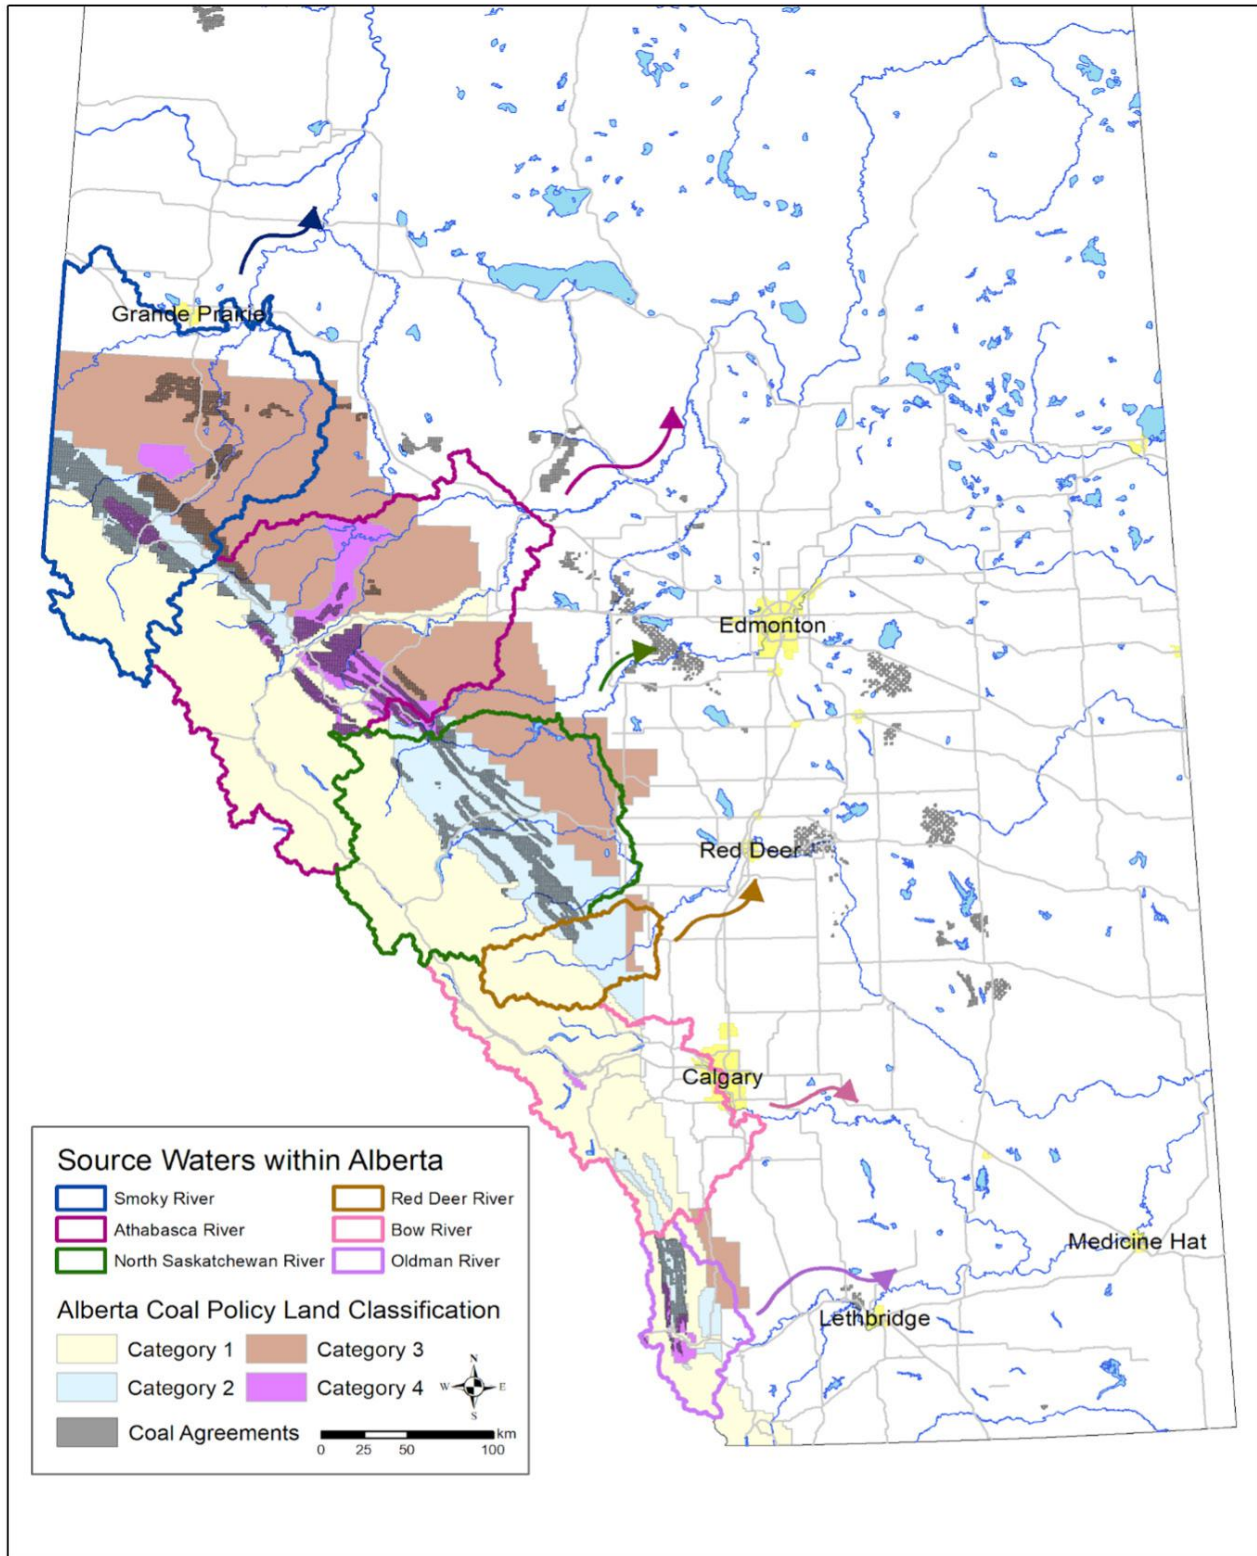 Grande Prairie
Edmonton
Red Deer
Calgary
Medicine Hat
Lethbridge
Source Waters within Alberta
Smoky River
Red Deer River
Athabasca River
Bow River
North Saskatchewan River
Oldman River
Alberta Coal Policy Land Classification
Category 1
Category 3
Category 2
Category 4
N
W E
S
Coal Agreements
km
0 25 50 100